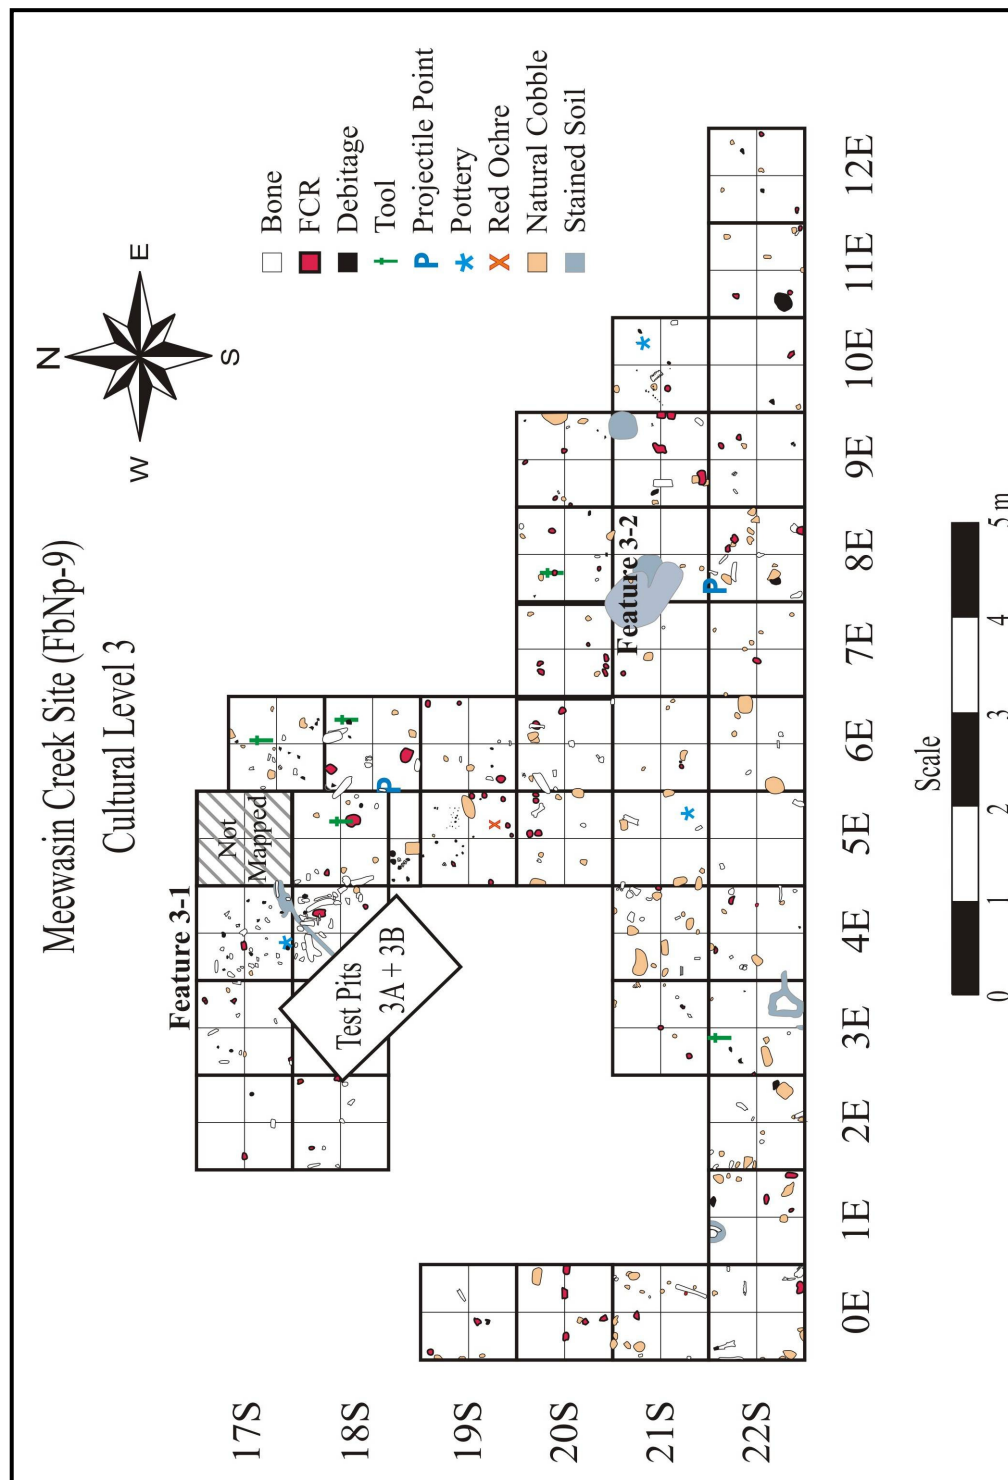 Meewasin Creek Site (FbNp-9)
Cultural Level 3
N
E
S
W
Bone
FCR
Debitage
Tool
P Projectile Point
* Pottery
x Red Ochre
Natural Cobble
Stained Soil
Feature 3-1
Not
Mapped
Test Pits
3A + 3B
Feature 3-2
P
P
17S
18S
19S
20S
21S
22S
0E
1E
2E
3E
4E
5E
6E
7E
8E
9E
10E
11E
12E
0
1
2
3
4
5 m
Scale